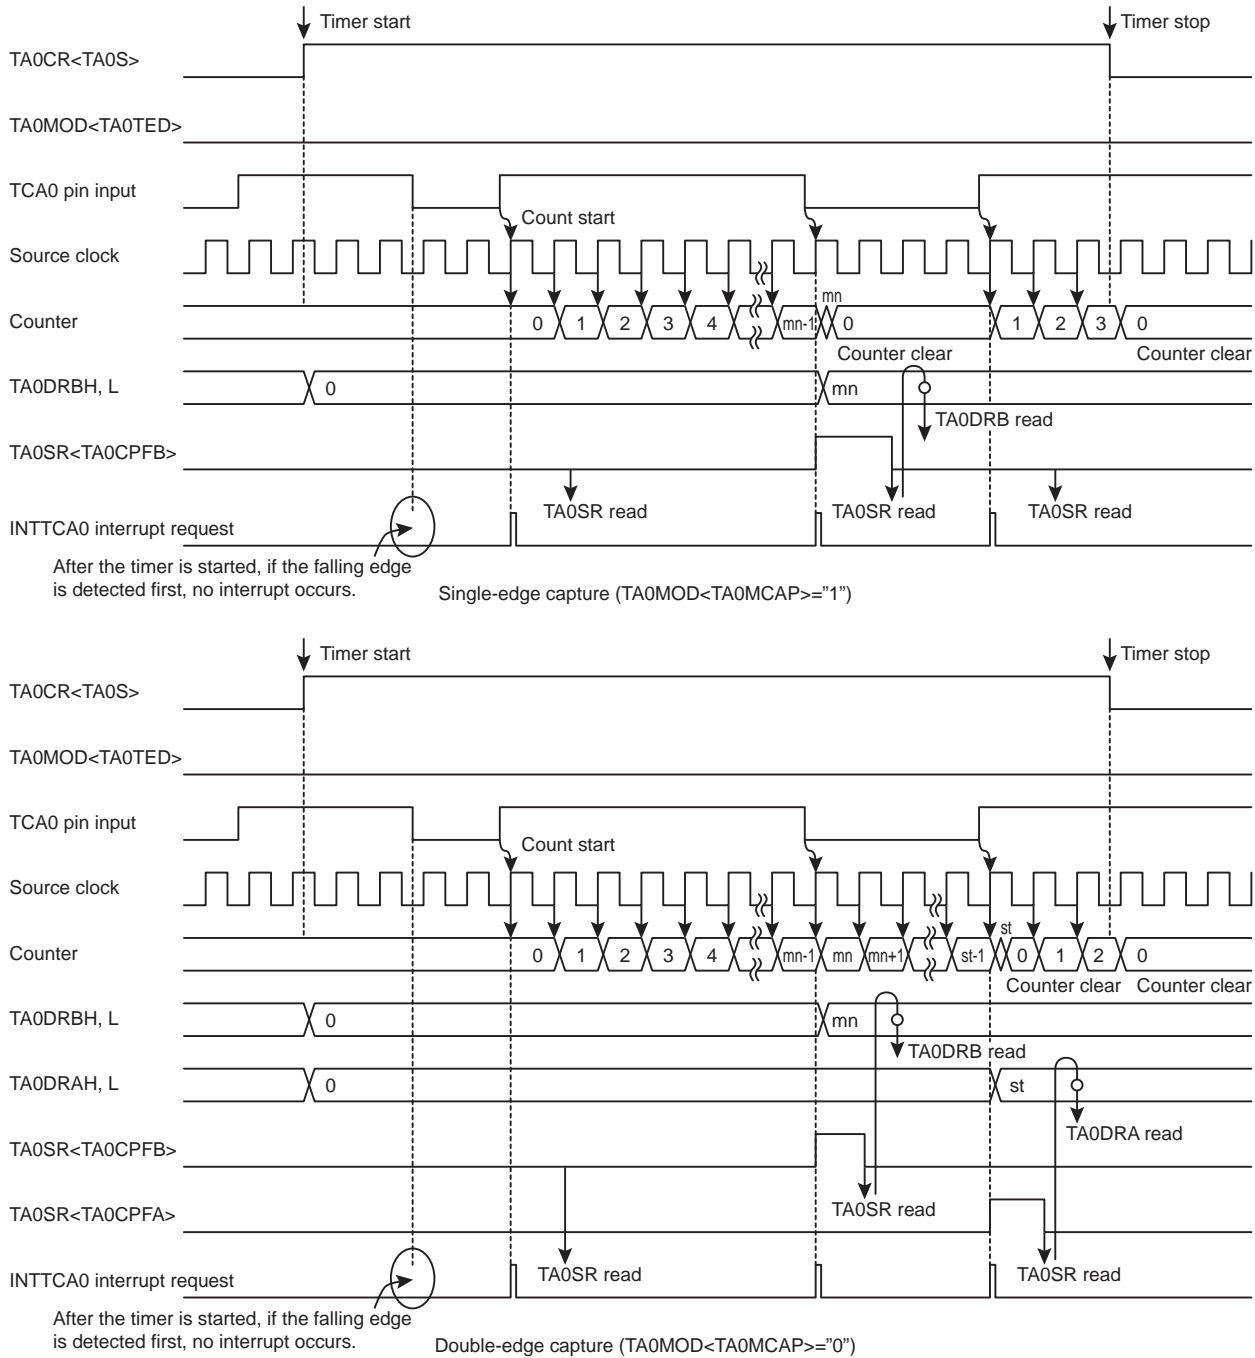 Timer start
Timer stop
TA0CR<TA0S>
TA0MOD<TA0TED>
TCA0 pin input
Count start
Source clock
mn
Counter
0 1 2 3 4 mn-1 0 1 2 3 0
Counter clear
Counter clear
TA0DRBH, L
0
mn
TA0DRB read
TA0SR<TA0CPFB>
TA0SR read
TA0SR read
TA0SR read
INTTCA0 interrupt request
After the timer is started, if the falling edge
is detected first, no interrupt occurs.
Single-edge capture (TA0MOD<TA0MCAP>="1")
Timer start
Timer stop
TA0CR<TA0S>
TA0MOD<TA0TED>
TCA0 pin input
Count start
Source clock
st
Counter
0 1 2 3 4 mn-1 mn mn+1 st-1 0 1 2 0
Counter clear
Counter clear
TA0DRBH, L
0
mn
TA0DRB read
TA0DRAH, L
0
st
TA0DRA read
TA0SR<TA0CPFB>
TA0SR read
TA0SR<TA0CPFA>
TA0SR read
TA0SR read
INTTCA0 interrupt request
After the timer is started, if the falling edge
is detected first, no interrupt occurs.
Double-edge capture (TA0MOD<TA0MCAP>="0")